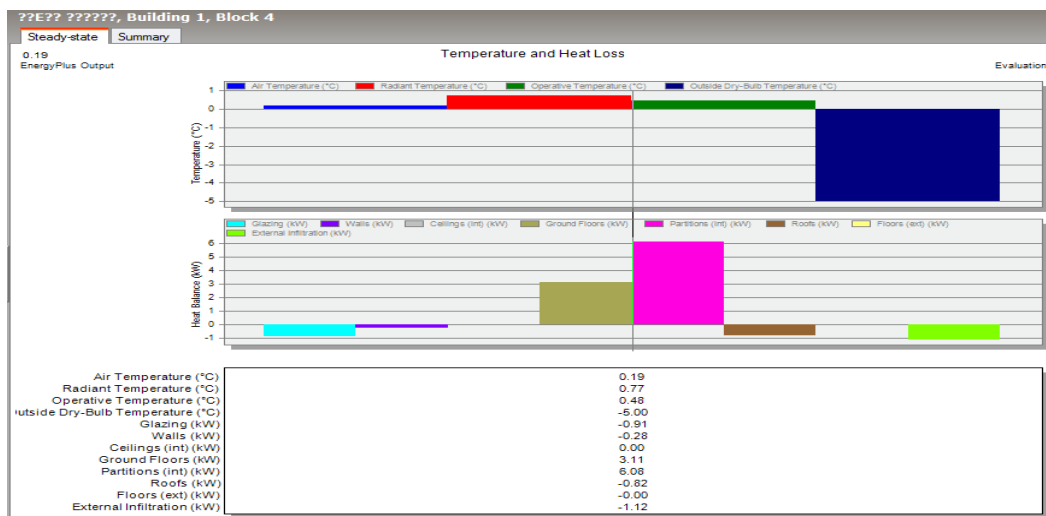 ??E?? ??????, Building 1, Block 4
Steady-state Summary
0.19
Temperature and Heat Loss
EnergyPlus Output
Evaluation
Air Temperature (°C) Radiant Temperature (°C) Operative Temperature (°C) Outside Dry-Bulb Temperature (°C)
1
0
-1
-2
-3
-4
-5
Temperature (°C)
Glazing (kW) Walls (kW) Ceilings (int) (kW) Ground Floors (kW) Partitions (int) (kW) Roofs (kW) Floors (ext) (kW)
External Infiltration (kW)
6
5
4
3
2
1
0
-1
Heat Balance (kW)
Air Temperature (°C) 0.19
Radiant Temperature (°C) 0.77
Operative Temperature (°C) 0.48
utside Dry-Bulb Temperature (°C) -5.00
Glazing (kW) -0.91
Walls (kW) -0.28
Ceilings (int) (kW) 0.00
Ground Floors (kW) 3.11
Partitions (int) (kW) 6.08
Roofs (kW) -0.82
Floors (ext) (kW) -0.00
External Infiltration (kW) -1.12